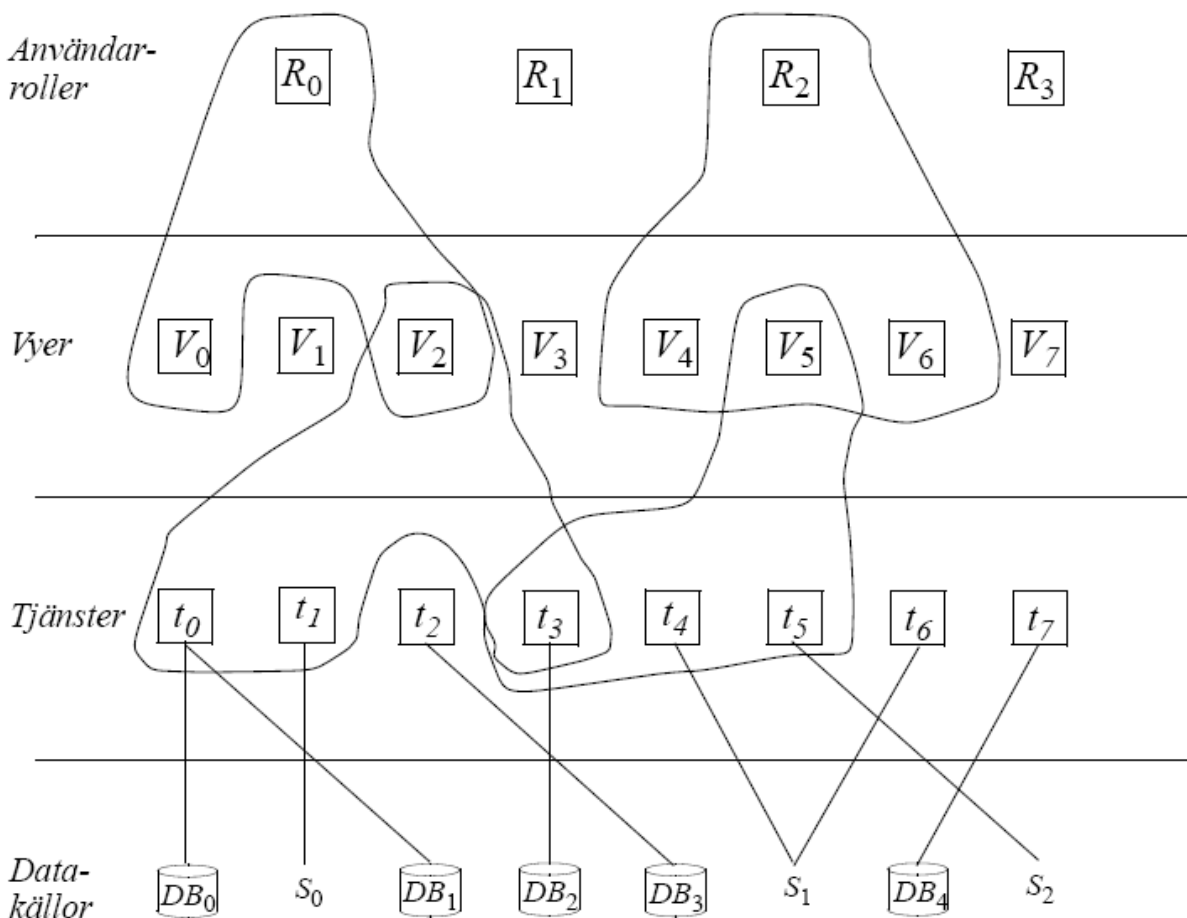 Användar-
roller
R0 R1 R2 R3
Vyer
V0 V1 V2 V3 V4 V5 V6 V7
Tjänster
t0 t1 t2 t3 t4 t5 t6 t7
Data-
källor
DB0 S0 DB1 DB2 DB3 S1 DB4 S2